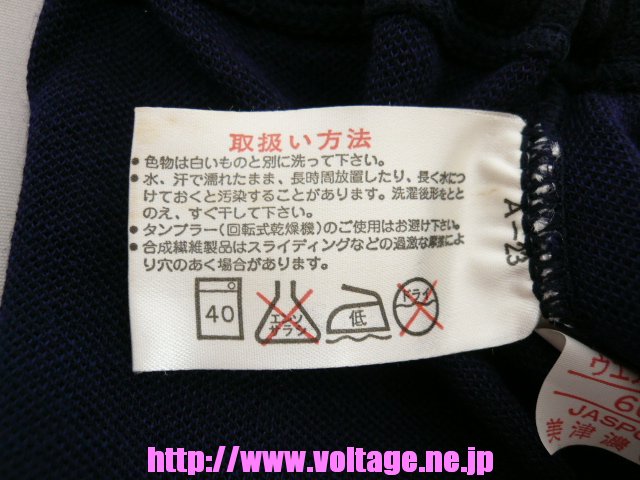 取扱い方法
• 色物は白いものと別に洗って下さい。
• 水、汗で濡れたまま、長時間放置したり、長く水につ
けておくと汚染することがあります。洗濯後形をとと
のえ、すぐ干して下さい。
• タンブラー(回転式乾燥機)のご使用はお避け下さい。
• 合成繊維製品はスライディングなどの過激な摩擦によ
り穴のあく場合があります。
40
エンソ
サラシ
低
ドライ
A-23
ウエ
6
JASPO
美津濃
http://www.voltage.ne.jp